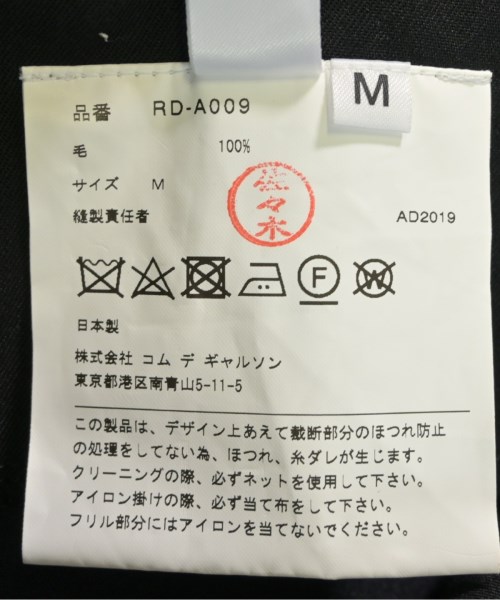 M
品番 RD-A009
毛 100%
サイズ M
佐々木
縫製責任者
AD2019
F
W
日本製
株式会社 コム デ ギャルソン
東京都港区南青山5-11-5
この製品は、デザイン上あえて裁断部分のほつれ防止
の処理をしてない為、ほつれ、糸ダレが生じます。
クリーニングの際、必ずネットを使用して下さい。
アイロン掛けの際、必ず当て布をして下さい。
フリル部分にはアイロンを当てないでください。